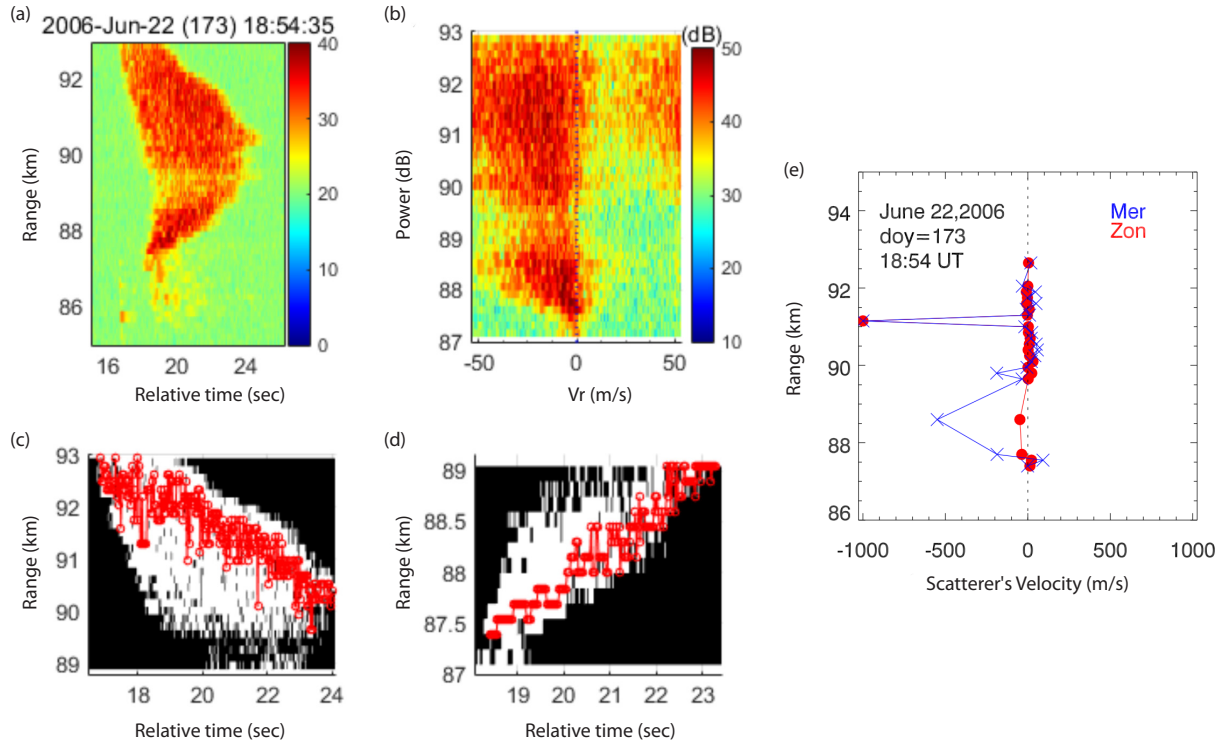 (a)
2006-Jun-22 (173) 18:54:35
92
90
88
86
Range (km)
16
20
24
Relative time (sec)
40
30
20
10
0
(b)
93
92
91
90
89
88
87
Power (dB)
-50
0
50
Vr (m/s)
(dB)
50
40
30
20
10
(c)
93
92
91
90
89
Range (km)
18
20
22
24
Relative time (sec)
(d)
89
88.5
88
87.5
87
Range (km)
19
20
21
22
23
Relative time (sec)
(e)
94
92
90
88
86
Range (km)
June 22,2006
doy=173
18:54 UT
Mer
Zon
-1000
-500
0
500
1000
Scatterer's Velocity (m/s)